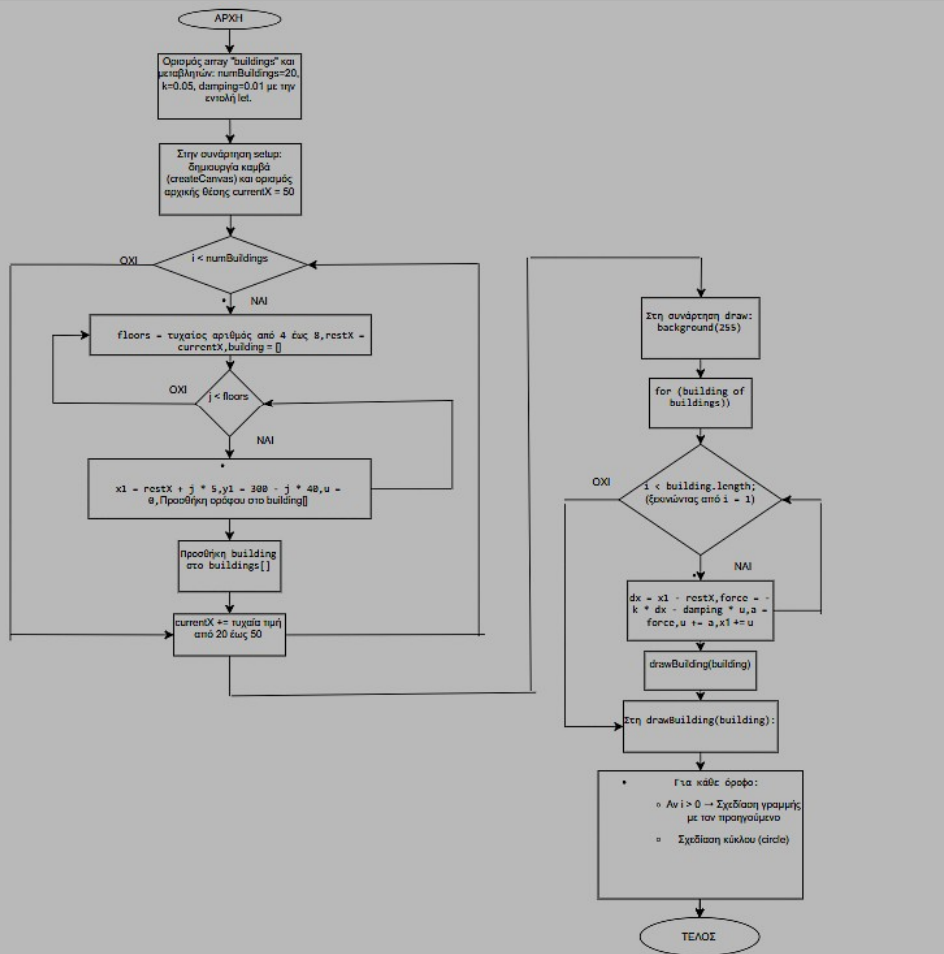 ΑΡΧΗ
Ορισμός array "buildings" και
μεταβλητών: numBuildings=20,
k=0.05, damping=0.01 με την
εντολή let.
Στην συνάρτηση setup:
δημιουργία καμβά
(createCanvas) και ορισμός
αρχικής θέσης currentX = 50
i < numBuildings
ΟΧΙ
ΝΑΙ
floors = τυχαίος αριθμός από 4 έως 8,restX =
currentX,building = []
j < floors
ΟΧΙ
ΝΑΙ
x1 = restX + j * 5,y1 = 300 - j * 40,u =
0,Προσθήκη ορόφου στο building[]
Προσθήκη building
στο buildings[]
currentX += τυχαία τιμή
από 20 έως 50
Στη συνάρτηση draw:
background(255)
for (building of
buildings))
i < building.length;
(ξεκινώντας από i = 1)
ΟΧΙ
ΝΑΙ
dx = x1 - restX,force = -
k * dx - damping * u,a =
force,u += a,x1 += u
drawBuilding(building)
Στη drawBuilding(building):
• Για κάθε όροφο:
○ Αν i > 0 → Σχεδίαση γραμμής
με τον προηγούμενο
○ Σχεδίαση κύκλου (circle)
ΤΕΛΟΣ